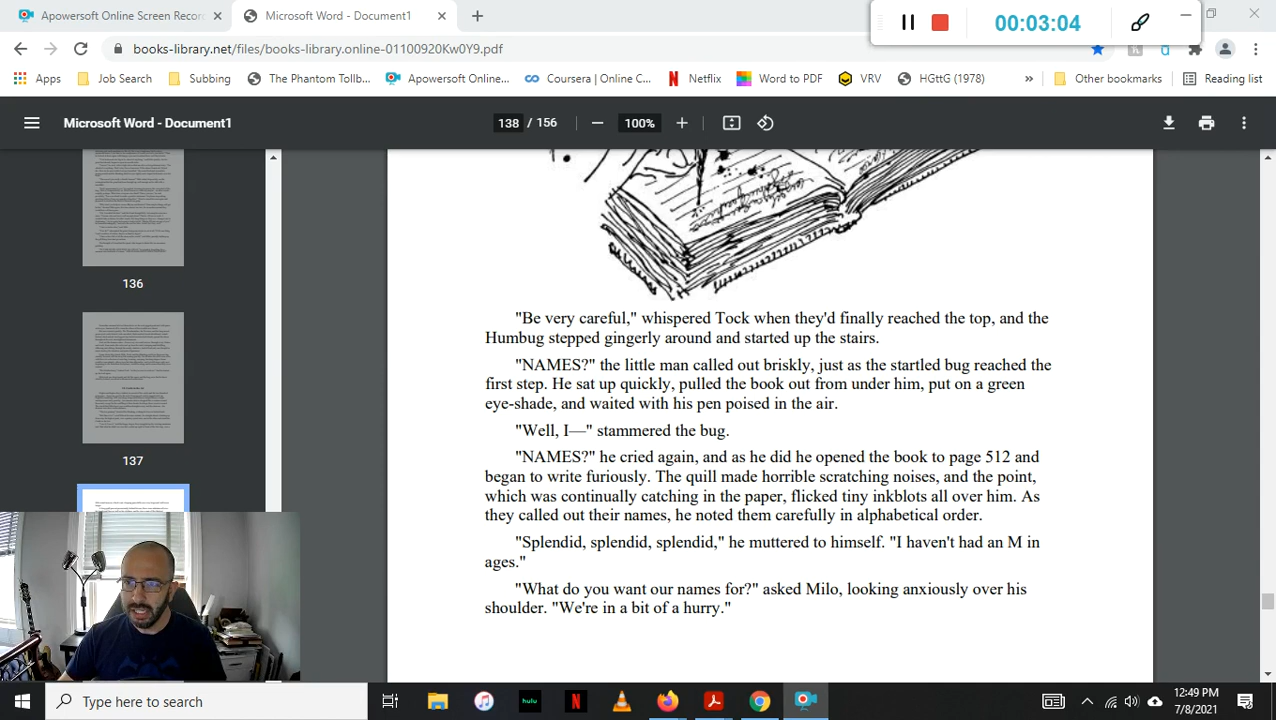 Apowersoft Online Screen Recor
Microsoft Word - Document1
00:03:04
books-library.net/files/books-library.online-01100920Kw0Y9.pdf
Apps
Job Search
Subbing
The Phantom Tollb...
Apowersoft Online...
Coursera | Online C...
Netflix
Word to PDF
VRV
HGttG (1978)
»
Other bookmarks
Reading list
Microsoft Word - Document1
138 / 156
100%
136
137
"Be very careful," whispered Tock when they'd finally reached the top, and the
Humbug stepped gingerly around and started up the stairs.
"NAMES?" the little man called out briskly, just as the startled bug reached the
first step. He sat up quickly, pulled the book out from under him, put on a green
eye-shade, and waited with his pen poised in the air.
"Well, I—" stammered the bug.
"NAMES?" he cried again, and as he did he opened the book to page 512 and
began to write furiously. The quill made horrible scratching noises, and the point,
which was continually catching in the paper, flicked tiny inkblots all over him. As
they called out their names, he noted them carefully in alphabetical order.
"Splendid, splendid, splendid," he muttered to himself. "I haven't had an M in
ages."
"What do you want our names for?" asked Milo, looking anxiously over his
shoulder. "We're in a bit of a hurry."
Type here to search
hulu
N
12:49 PM
7/8/2021